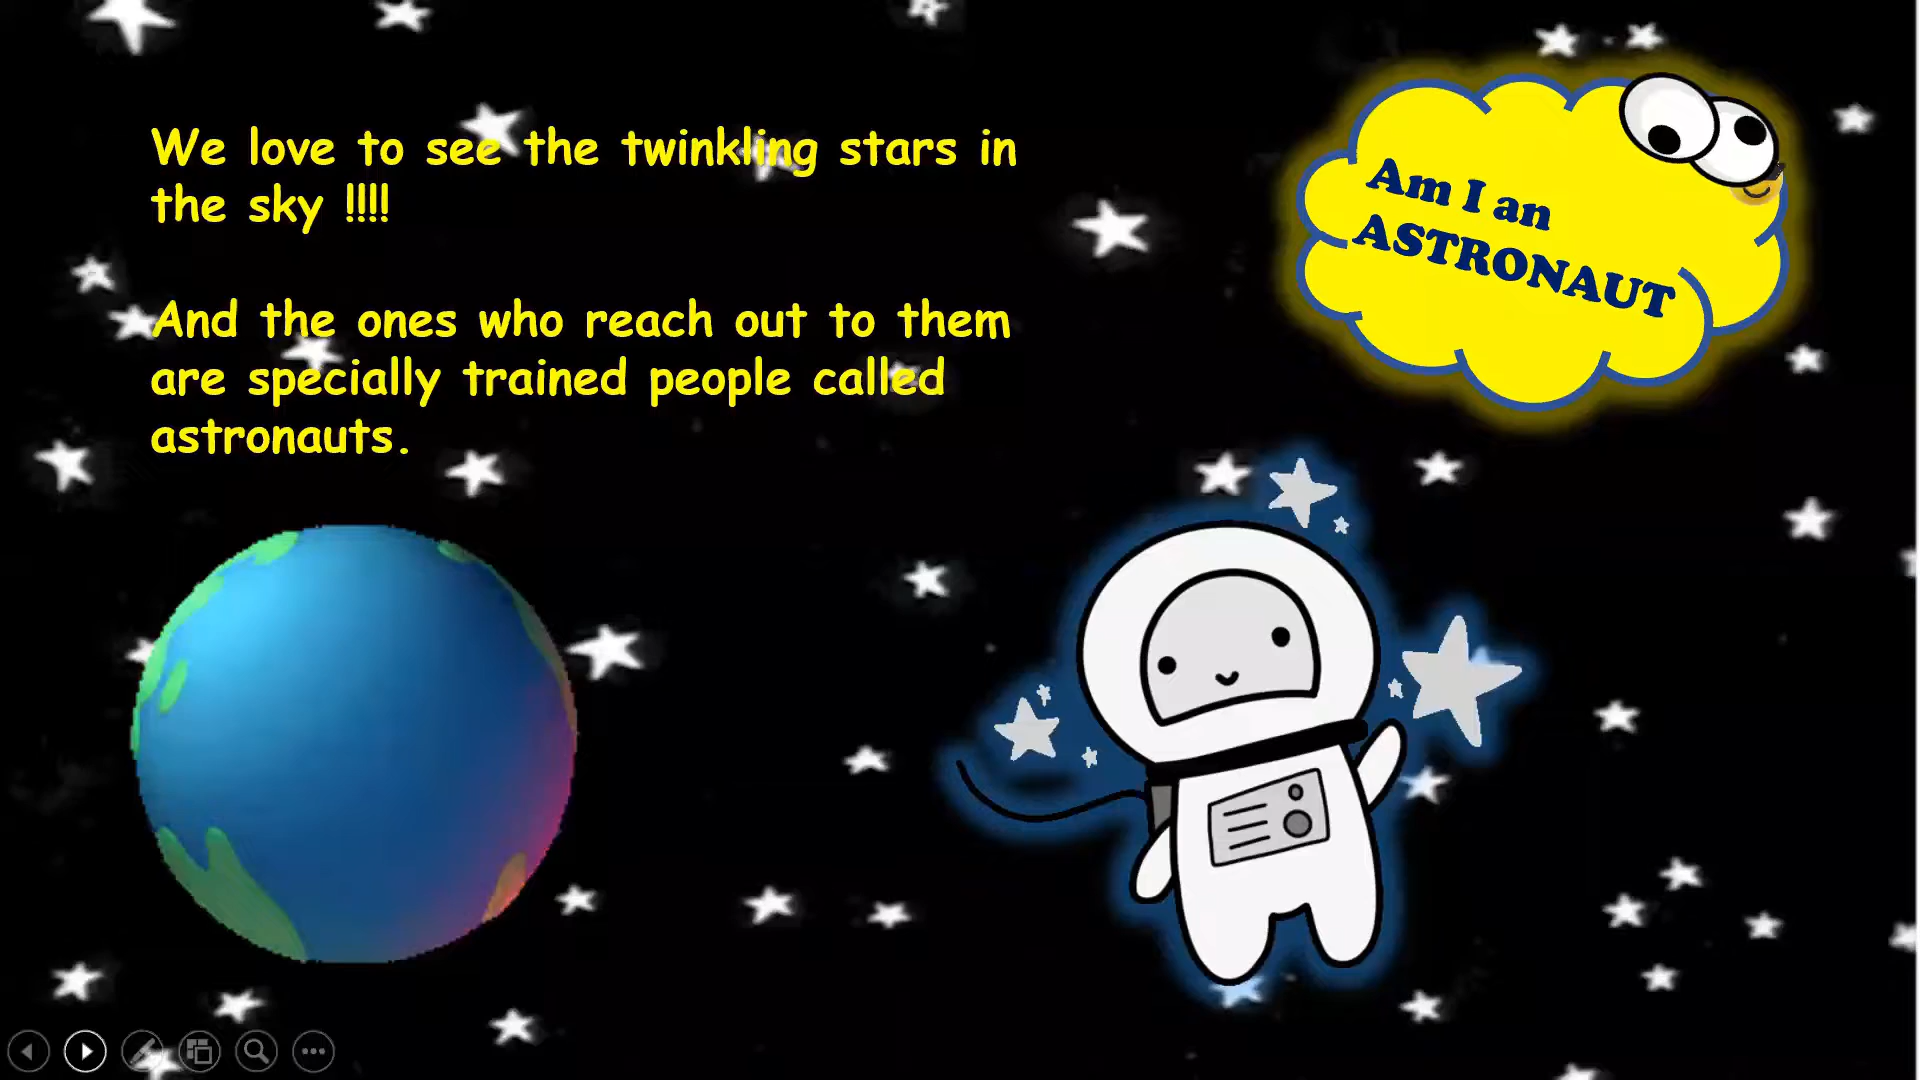 We love to see the twinkling stars in
the sky !!!!
And the ones who reach out to them
are specially trained people called
astronauts.
Am I an
ASTRONAUT